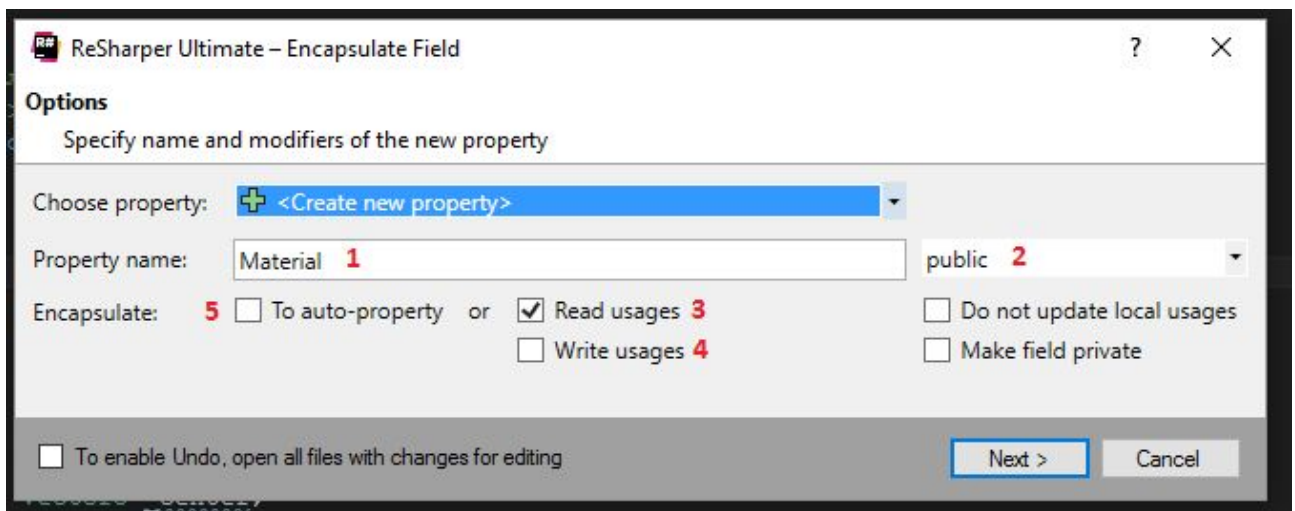 R# ReSharper Ultimate – Encapsulate Field ?
Options
Specify name and modifiers of the new property
Choose property: <Create new property>
Property name: Material 1 public 2
Encapsulate: 5 To auto-property or Read usages 3 Do not update local usages
Write usages 4 Make field private
To enable Undo, open all files with changes for editing Next > Cancel